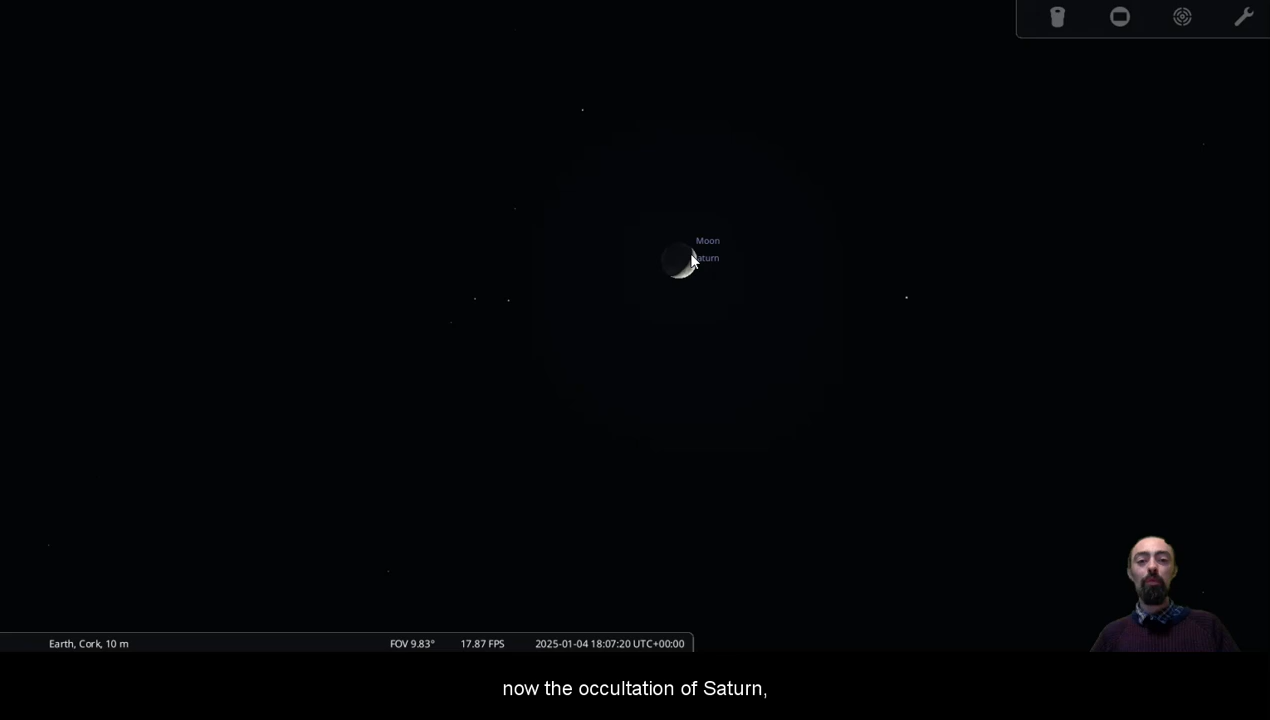 Moon
aturn
Earth, Cork, 10 m FOV 9.83° 17.87 FPS 2025-01-04 18:07:20 UTC+00:00
now the occultation of Saturn,